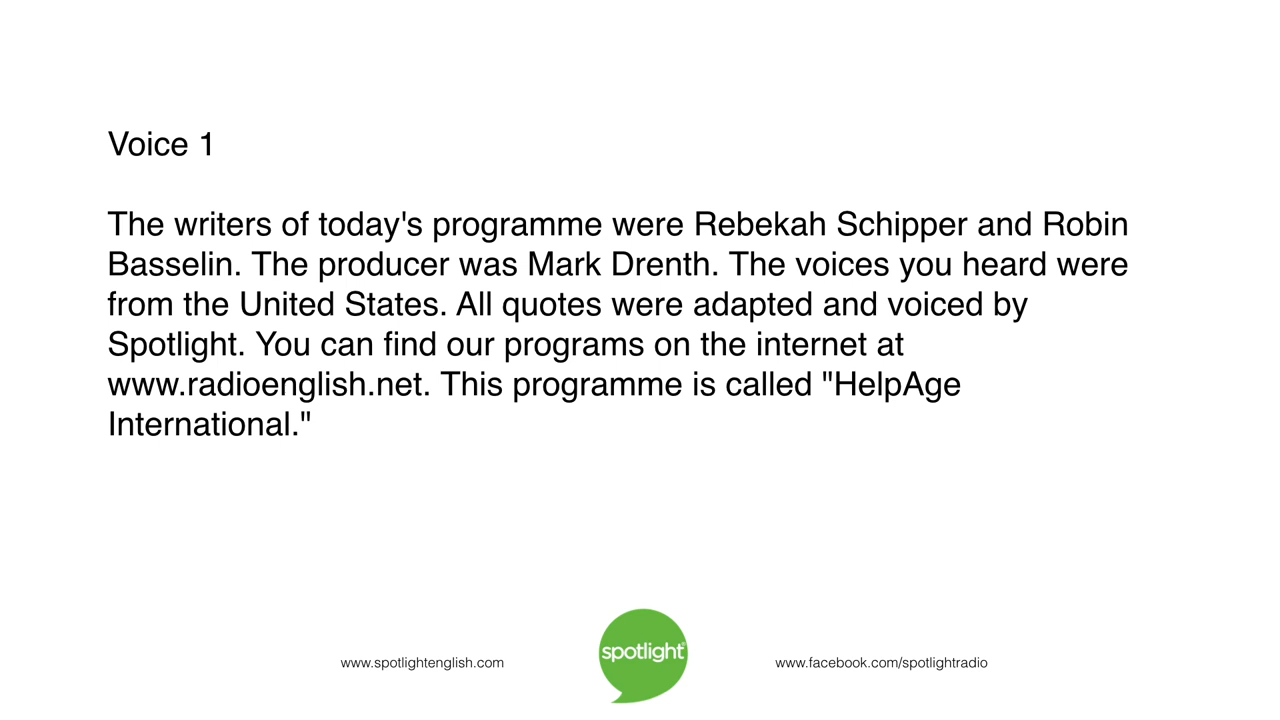 Voice 1
The writers of today's programme were Rebekah Schipper and Robin
Basselin. The producer was Mark Drenth. The voices you heard were
from the United States. All quotes were adapted and voiced by
Spotlight. You can find our programs on the internet at
www.radioenglish.net. This programme is called "HelpAge
International."
www.spotlightenglish.com
spotlight®
www.facebook.com/spotlightradio